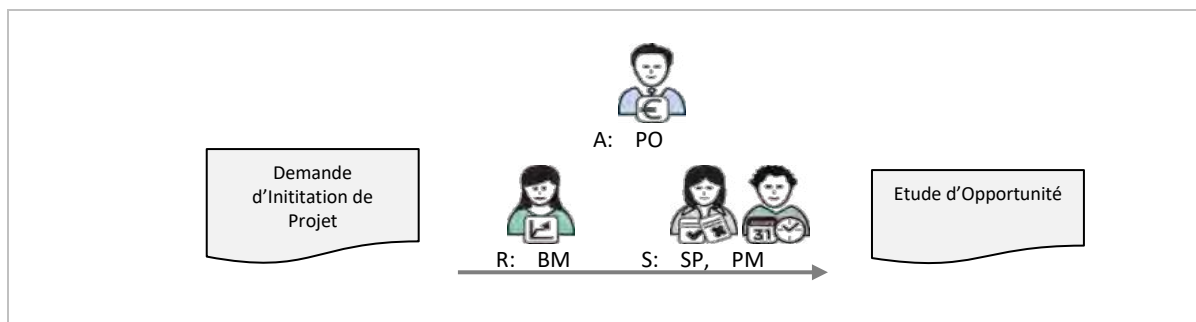 A: PO
Demande
d’Inititation de
Projet
Etude d’Opportunité
R: BM S: SP, PM
€
31